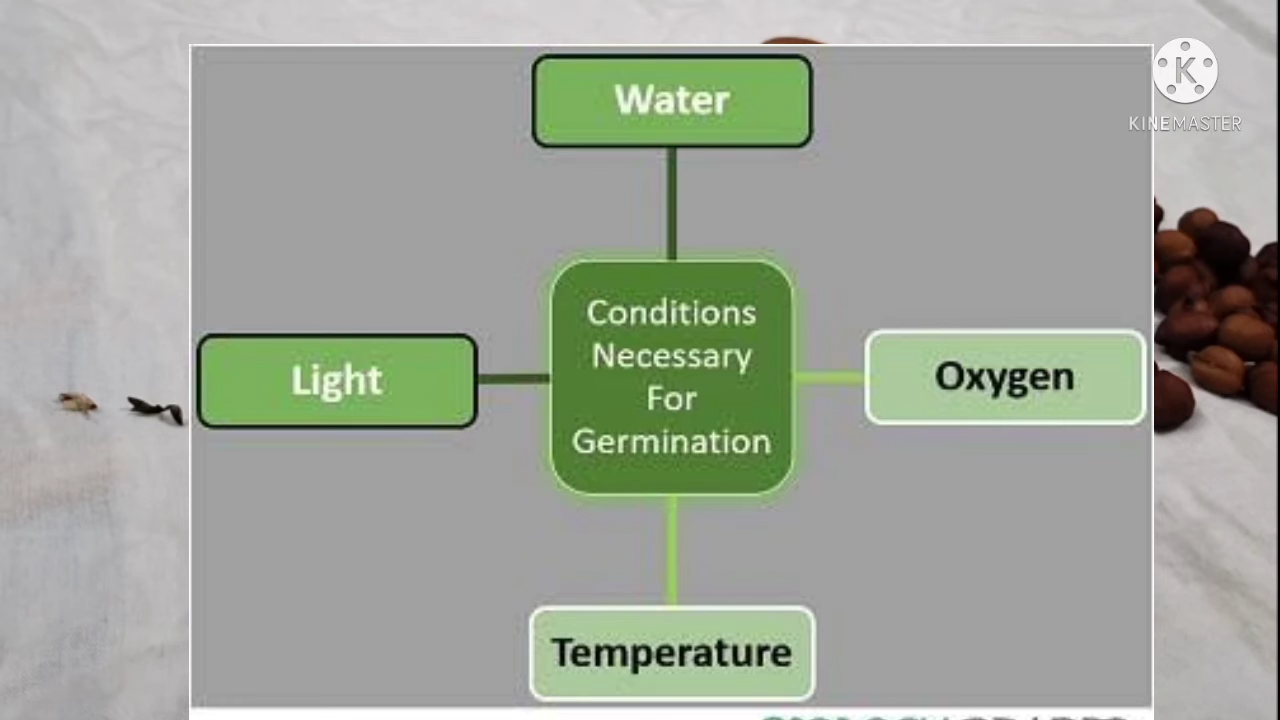 Water
KINEMASTER
Conditions
Necessary
For
Germination
Light
Oxygen
Temperature